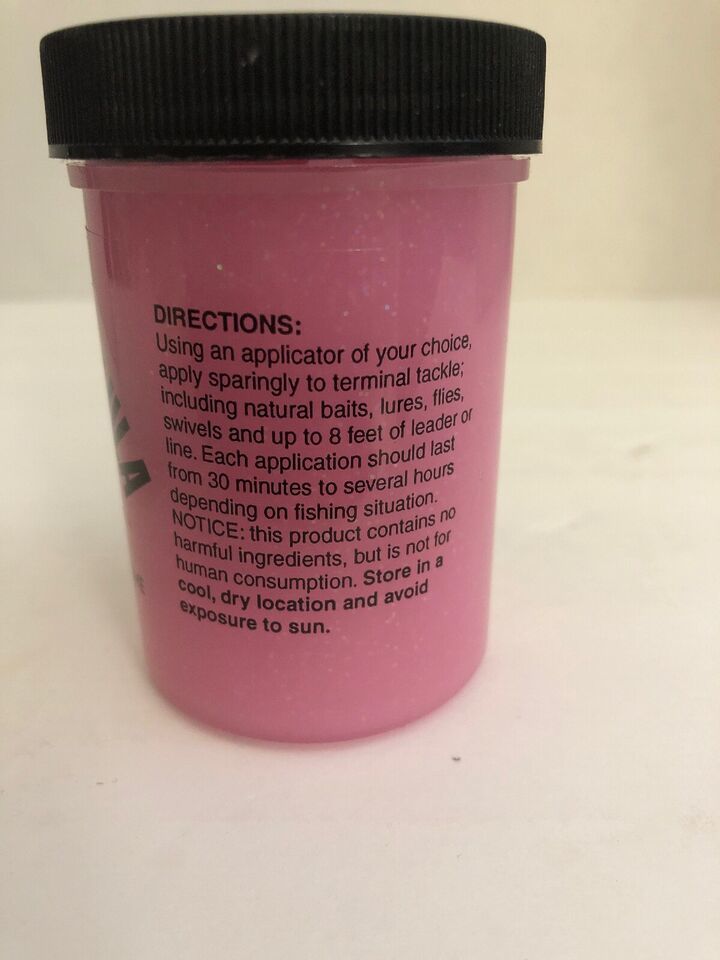 DIRECTIONS:
Using an applicator of your choice,
apply sparingly to terminal tackle;
including natural baits, lures, flies,
swivels and up to 8 feet of leader or
line. Each application should last
from 30 minutes to several hours
depending on fishing situation.
NOTICE: this product contains no
harmful ingredients, but is not for
human consumption. Store in a
cool, dry location and avoid
exposure to sun.